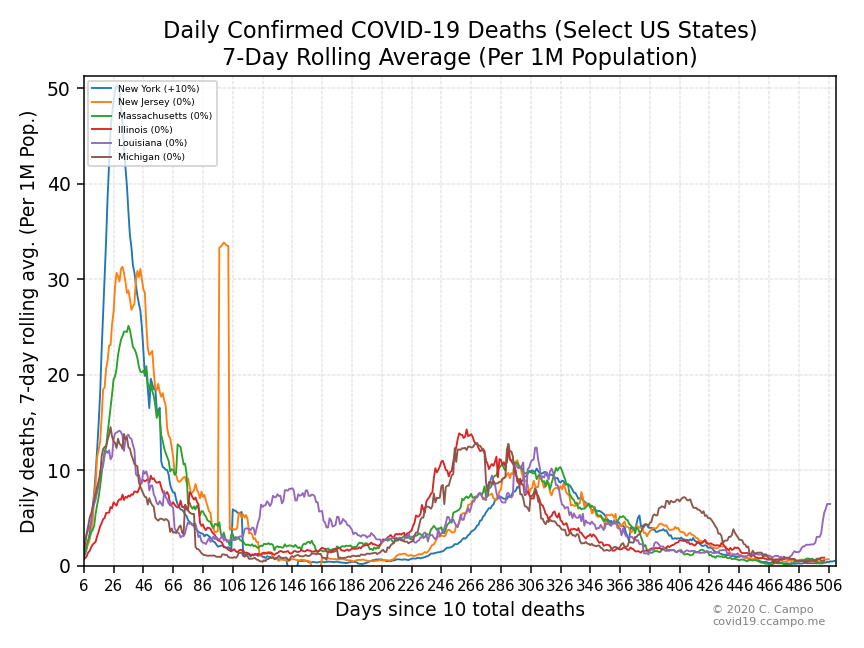 Daily Confirmed COVID-19 Deaths (Select US States)
7-Day Rolling Average (Per 1M Population)
Daily deaths, 7-day rolling avg. (Per 1M Pop.)
50
40
30
20
10
0
New York (+10%)
New Jersey (0%)
Massachusetts (0%)
Illinois (0%)
Louisiana (0%)
Michigan (0%)
6 26 46 66 86 106 126 146 166 186 206 226 246 266 286 306 326 346 366 386 406 426 446 466 486 506
Days since 10 total deaths
© 2020 C. Campo
covid19.ccampo.me